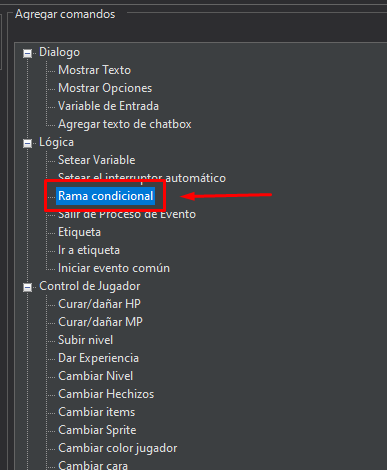 Agregar comandos
Dialogo
Mostrar Texto
Mostrar Opciones
Variable de Entrada
Agregar texto de chatbox
Lógica
Setear Variable
Setear el interruptor automático
Rama condicional
Salir de Proceso de Evento
Etiqueta
Ir a etiqueta
Iniciar evento común
Control de Jugador
Curar/dañar HP
Curar/dañar MP
Subir nivel
Dar Experiencia
Cambiar Nivel
Cambiar Hechizos
Cambiar items
Cambiar Sprite
Cambiar color jugador
Cambiar cara